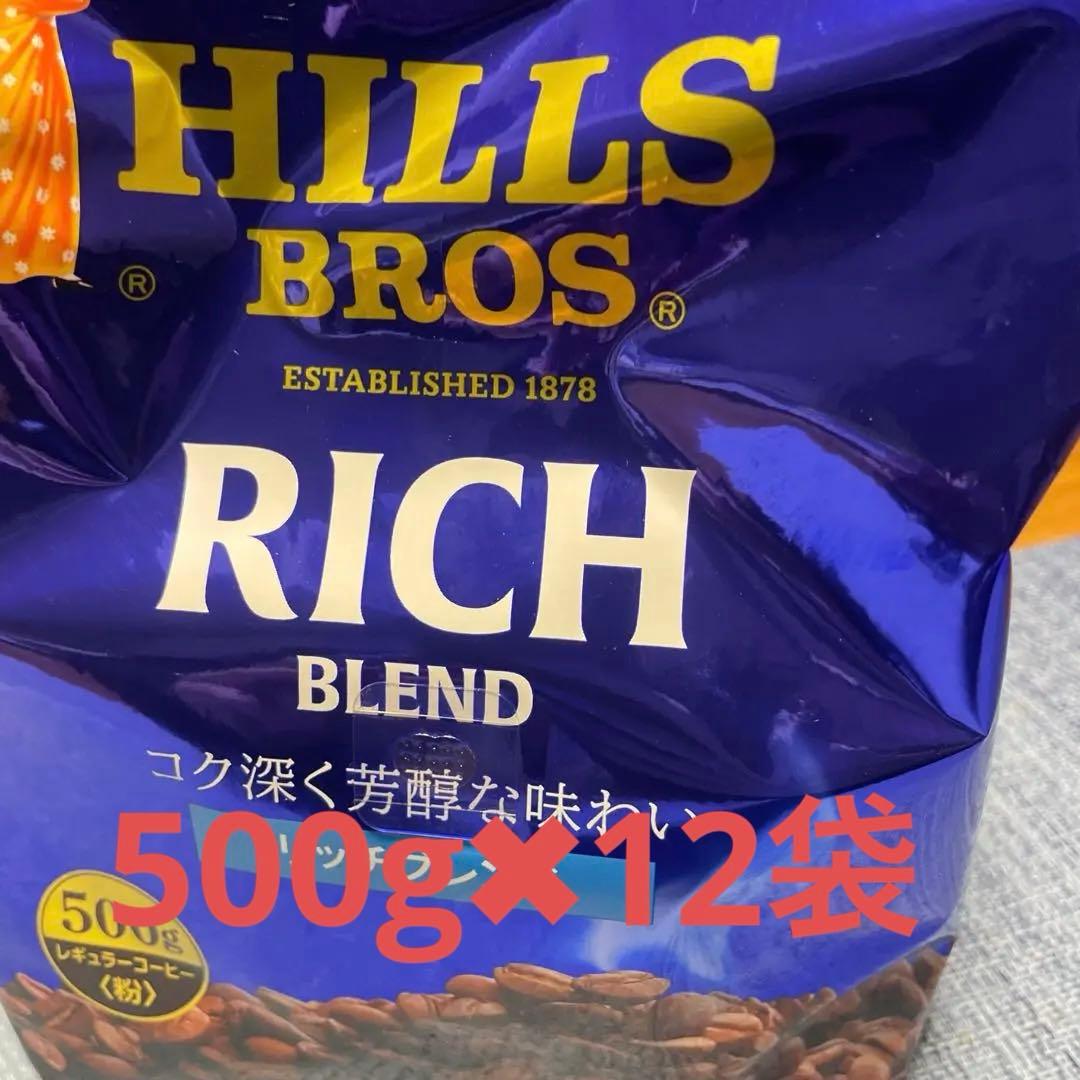 HILLS
BROS®
®
ESTABLISHED 1878
RICH
BLEND
コク深く芳醇な味わい
500g✖12袋
500g
レギュラーコーヒー
〈粉〉